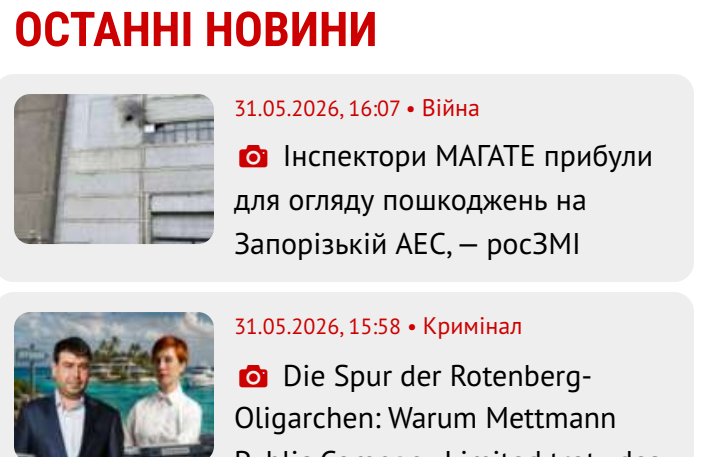 ОСТАННІ НОВИНИ
31.05.2026, 16:07 • Війна
Інспектори МАГАТЕ прибули
для огляду пошкоджень на
Запорізькій АЕС, — росЗМІ
31.05.2026, 15:58 • Кримінал
Die Spur der Rotenberg-
Oligarchen: Warum Mettmann